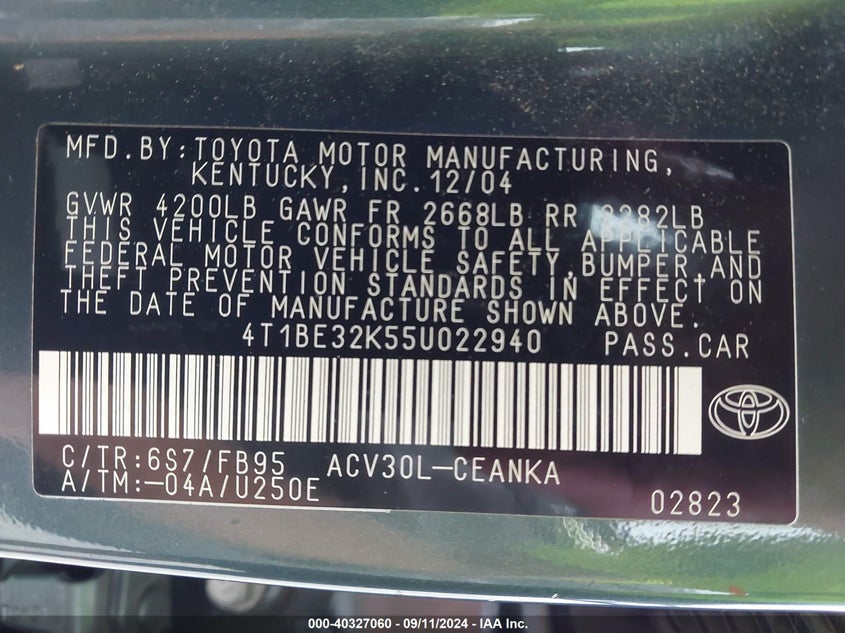 MFD.BY:TOYOTA MOTOR MANUFACTURING,
KENTUCKY,INC.12/04
GVWR 4200LB GAWR FR 2668LB RR 2282LB
THIS VEHICLE CONFORMS TO ALL APPLICABLE
FEDERAL MOTOR VEHICLE SAFETY,BUMPER,AND
THEFT PREVENTION STANDARDS IN EFFECT ON
THE DATE OF MANUFACTURE SHOWN ABOVE.
4T1BE32K55U022940 PASS.CAR
C/TR:6S7/FB95 ACV30L-CEANKA
A/TM:-04A/U250E
02823
000-40327060 - 09/11/2024 - IAA Inc.